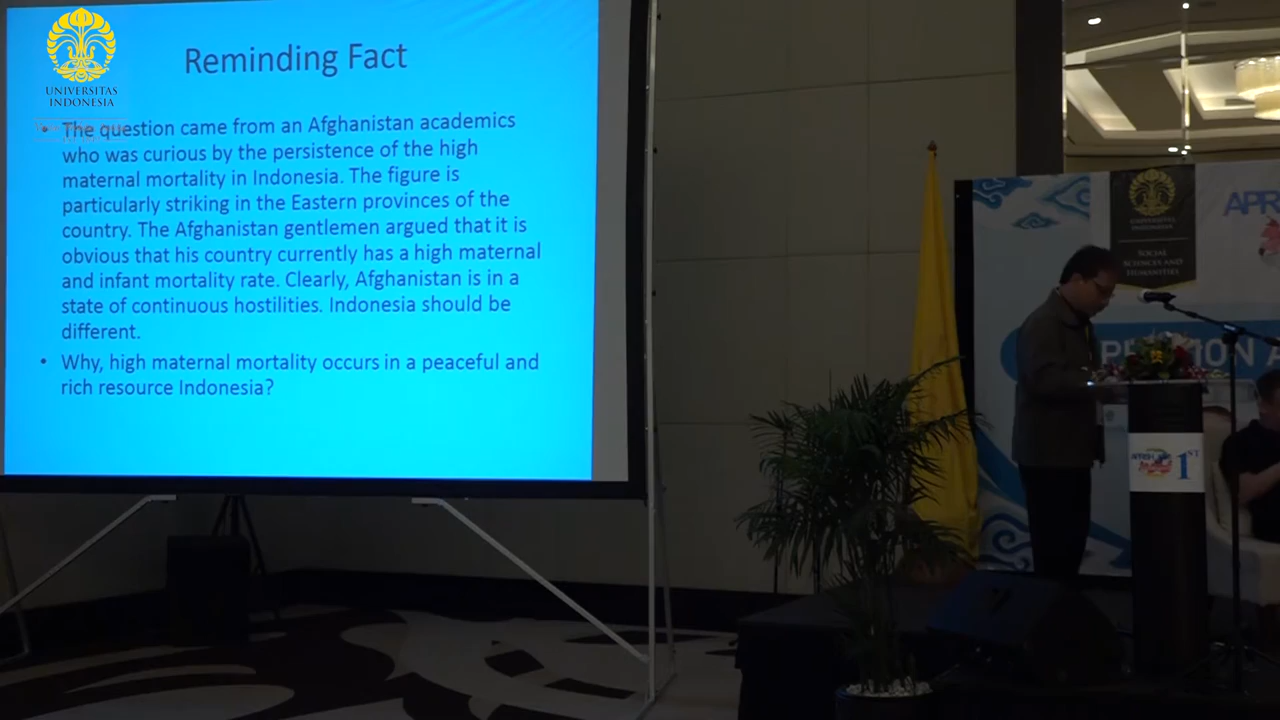 UNIVERSITAS
INDONESIA
Reminding Fact
• The question came from an Afghanistan academics
who was curious by the persistence of the high
maternal mortality in Indonesia. The figure is
particularly striking in the Eastern provinces of the
country. The Afghanistan gentlemen argued that it is
obvious that his country currently has a high maternal
and infant mortality rate. Clearly, Afghanistan is in a
state of continuous hostilities. Indonesia should be
different.
• Why, high maternal mortality occurs in a peaceful and
rich resource Indonesia?
UNIVERSITAS
INDONESIA
SOCIAL
SCIENCES AND
HUMANITIES
APR
1ST